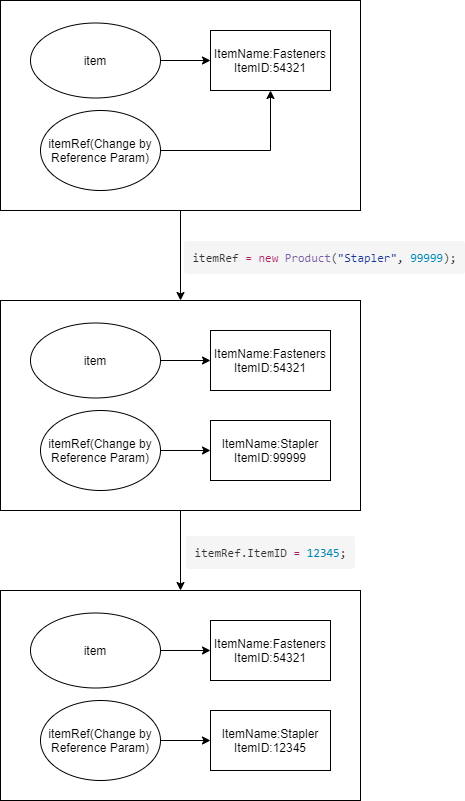 item
ItemName:Fasteners
ItemID:54321
itemRef(Change by
Reference Param)
itemRef = new Product("Stapler", 99999);
item
ItemName:Fasteners
ItemID:54321
itemRef(Change by
Reference Param)
ItemName:Stapler
ItemID:99999
itemRef.ItemID = 12345;
item
ItemName:Fasteners
ItemID:54321
itemRef(Change by
Reference Param)
ItemName:Stapler
ItemID:12345